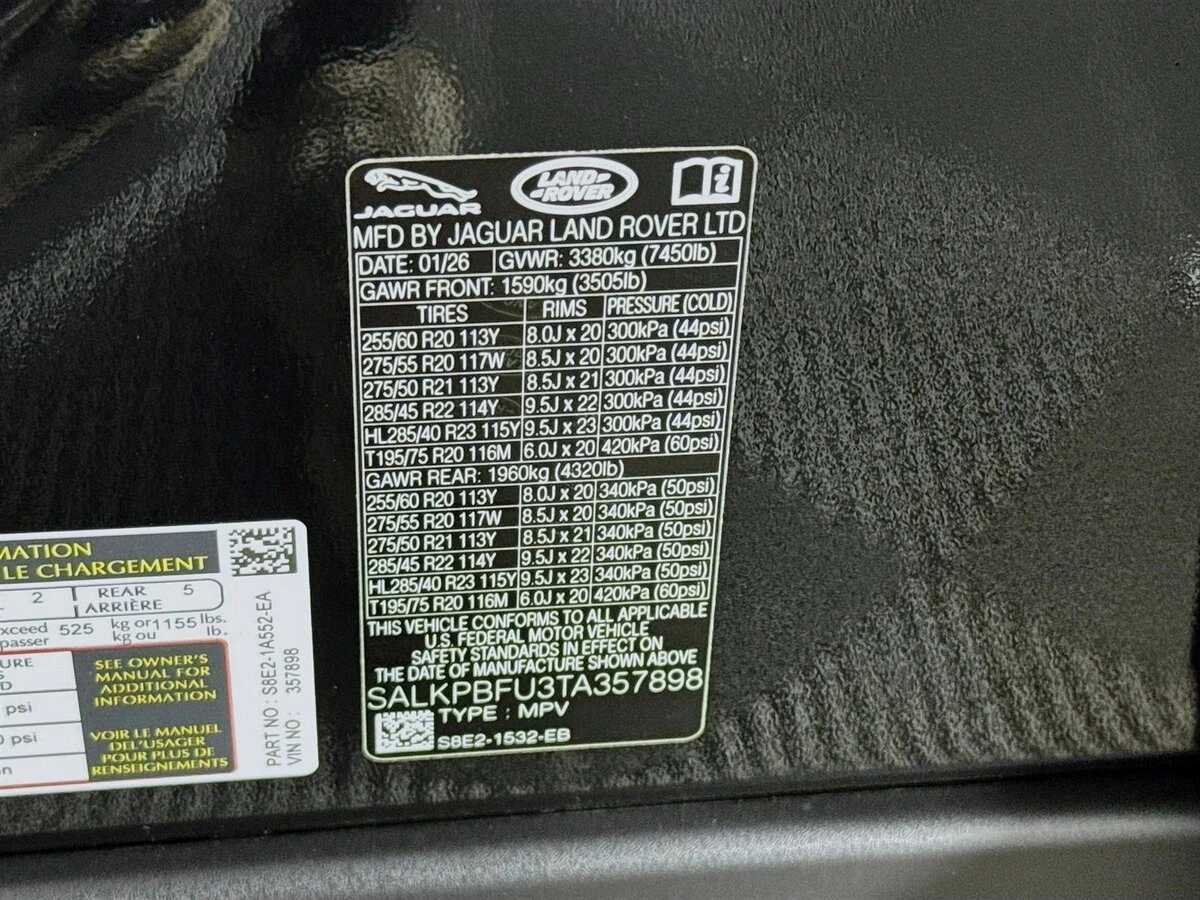 JAGUAR
LAND
ROVER
MFD BY JAGUAR LAND ROVER LTD
DATE: 01/26 GVWR: 3380kg (7450lb)
GAWR FRONT: 1590kg (3505lb)
TIRES RIMS PRESSURE (COLD)
255/60 R20 113Y 8.0J x 20 300kPa (44psi)
275/55 R20 117W 8.5J x 20 300kPa (44psi)
275/50 R21 113Y 8.5J x 21 300kPa (44psi)
285/45 R22 114Y 9.5J x 22 300kPa (44psi)
HL285/40 R23 115Y 9.5J x 23 300kPa (44psi)
T195/75 R20 116M 6.0J x 20 420kPa (60psi)
GAWR REAR: 1960kg (4320lb)
255/60 R20 113Y 8.0J x 20 340kPa (50psi)
275/55 R20 117W 8.5J x 20 340kPa (50psi)
275/50 R21 113Y 8.5J x 21 340kPa (50psi)
285/45 R22 114Y 9.5J x 22 340kPa (50psi)
HL285/40 R23 115Y 9.5J x 23 340kPa (50psi)
T195/75 R20 116M 6.0J x 20 420kPa (60psi)
THIS VEHICLE CONFORMS TO ALL APPLICABLE
U.S. FEDERAL MOTOR VEHICLE
SAFETY STANDARDS IN EFFECT ON
THE DATE OF MANUFACTURE SHOWN ABOVE
SALKPBFU3TA357898
TYPE : MPV
S8E2-1532-EB
MATION
LE CHARGEMENT
2 REAR 5
ARRIÈRE
xceed 525 kg or 1155 lbs.
passer kg ou lb.
URE
S
D
psi
0 psi
on
SEE OWNER'S
MANUAL FOR
ADDITIONAL
INFORMATION
VOIR LE MANUEL
DEL'USAGER
POUR PLUS DE
RENSEIGNEMENTS
PART NO : S8E2-1A552-EA
VIN NO : 357898